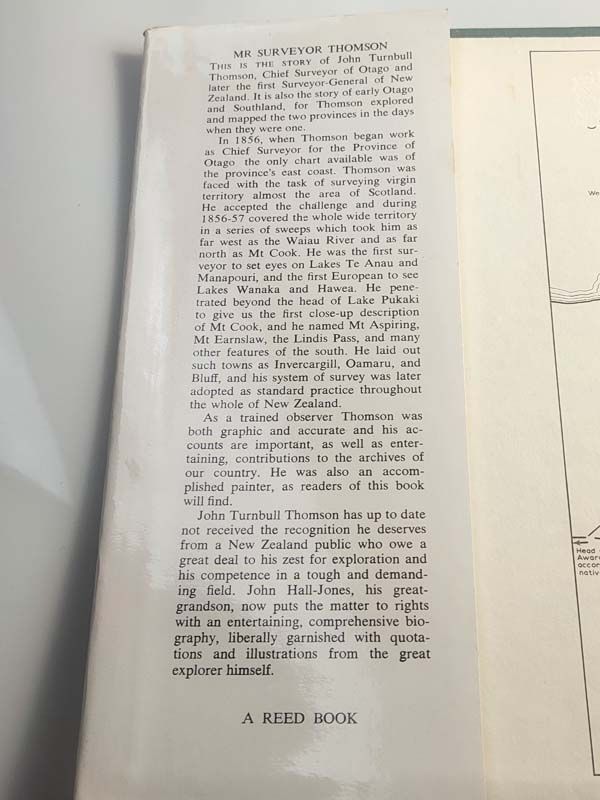 MR SURVEYOR THOMSON
THIS IS THE STORY of John Turnbull
Thomson, Chief Surveyor of Otago and
later the first Surveyor-General of New
Zealand. It is also the story of early Otago
and Southland, for Thomson explored
and mapped the two provinces in the days
when they were one.
In 1856, when Thomson began work
as Chief Surveyor for the Province of
Otago the only chart available was of
the province's east coast. Thomson was
faced with the task of surveying virgin
territory almost the area of Scotland.
He accepted the challenge and during
1856-57 covered the whole wide territory
in a series of sweeps which took him as
far west as the Waiau River and as far
north as Mt Cook. He was the first sur-
veyor to set eyes on Lakes Te Anau and
Manapouri, and the first European to see
Lakes Wanaka and Hawea. He pene-
trated beyond the head of Lake Pukaki
to give us the first close-up description
of Mt Cook, and he named Mt Aspiring,
Mt Earnslaw, the Lindis Pass, and many
other features of the south. He laid out
such towns as Invercargill, Oamaru, and
Bluff, and his system of survey was later
adopted as standard practice throughout
the whole of New Zealand.
As a trained observer Thomson was
both graphic and accurate and his ac-
counts are important, as well as enter-
taining, contributions to the archives of
our country. He was also an accom-
plished painter, as readers of this book
will find.
John Turnbull Thomson has up to date
not received the recognition he deserves
from a New Zealand public who owe a
great deal to his zest for exploration and
his competence in a tough and demand-
ing field. John Hall-Jones, his great-
grandson, now puts the matter to rights
with an entertaining, comprehensive bio-
graphy, liberally garnished with quota-
tions and illustrations from the great
explorer himself.
A REED BOOK
We
Head
Awar
accor
nativ